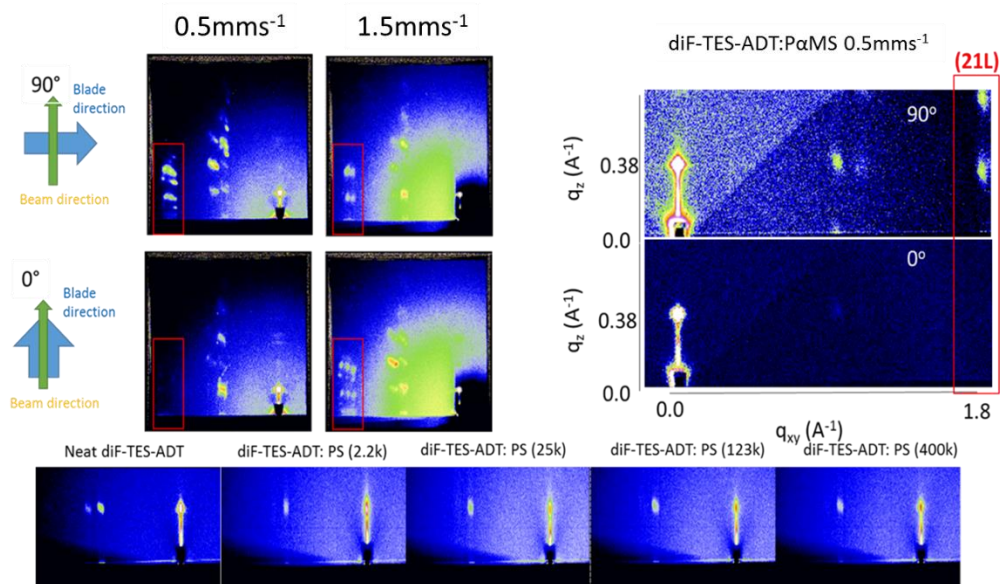 0.5mms⁻¹
1.5mms⁻¹
90°
Blade
direction
Beam direction
0°
Blade
direction
Beam direction
diF-TES-ADT:PαMS 0.5mms⁻¹
(21L)
90°
q_z (A⁻¹)
0.38
0.0
0°
q_z (A⁻¹)
0.38
0.0
0.0
1.8
q_xy (A⁻¹)
Neat diF-TES-ADT
diF-TES-ADT: PS (2.2k)
diF-TES-ADT: PS (25k)
diF-TES-ADT: PS (123k)
diF-TES-ADT: PS (400k)